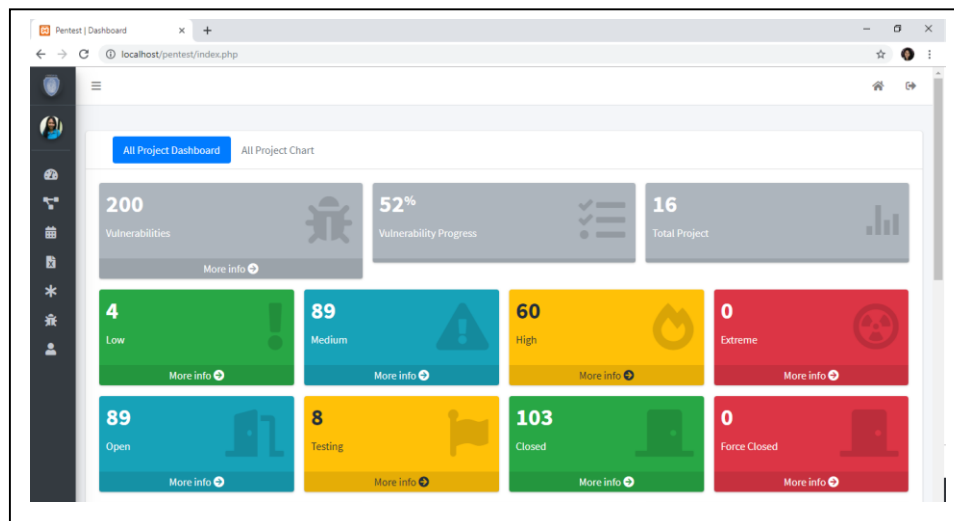 Pentest | Dashboard
localhost/pentest/index.php
All Project Dashboard All Project Chart
200 52% 16
Vulnerabilities Vulnerability Progress Total Project
More info
4 89 60 0
Low Medium High Extreme
More info More info More info More info
89 8 103 0
Open Testing Closed Force Closed
More info More info More info More info